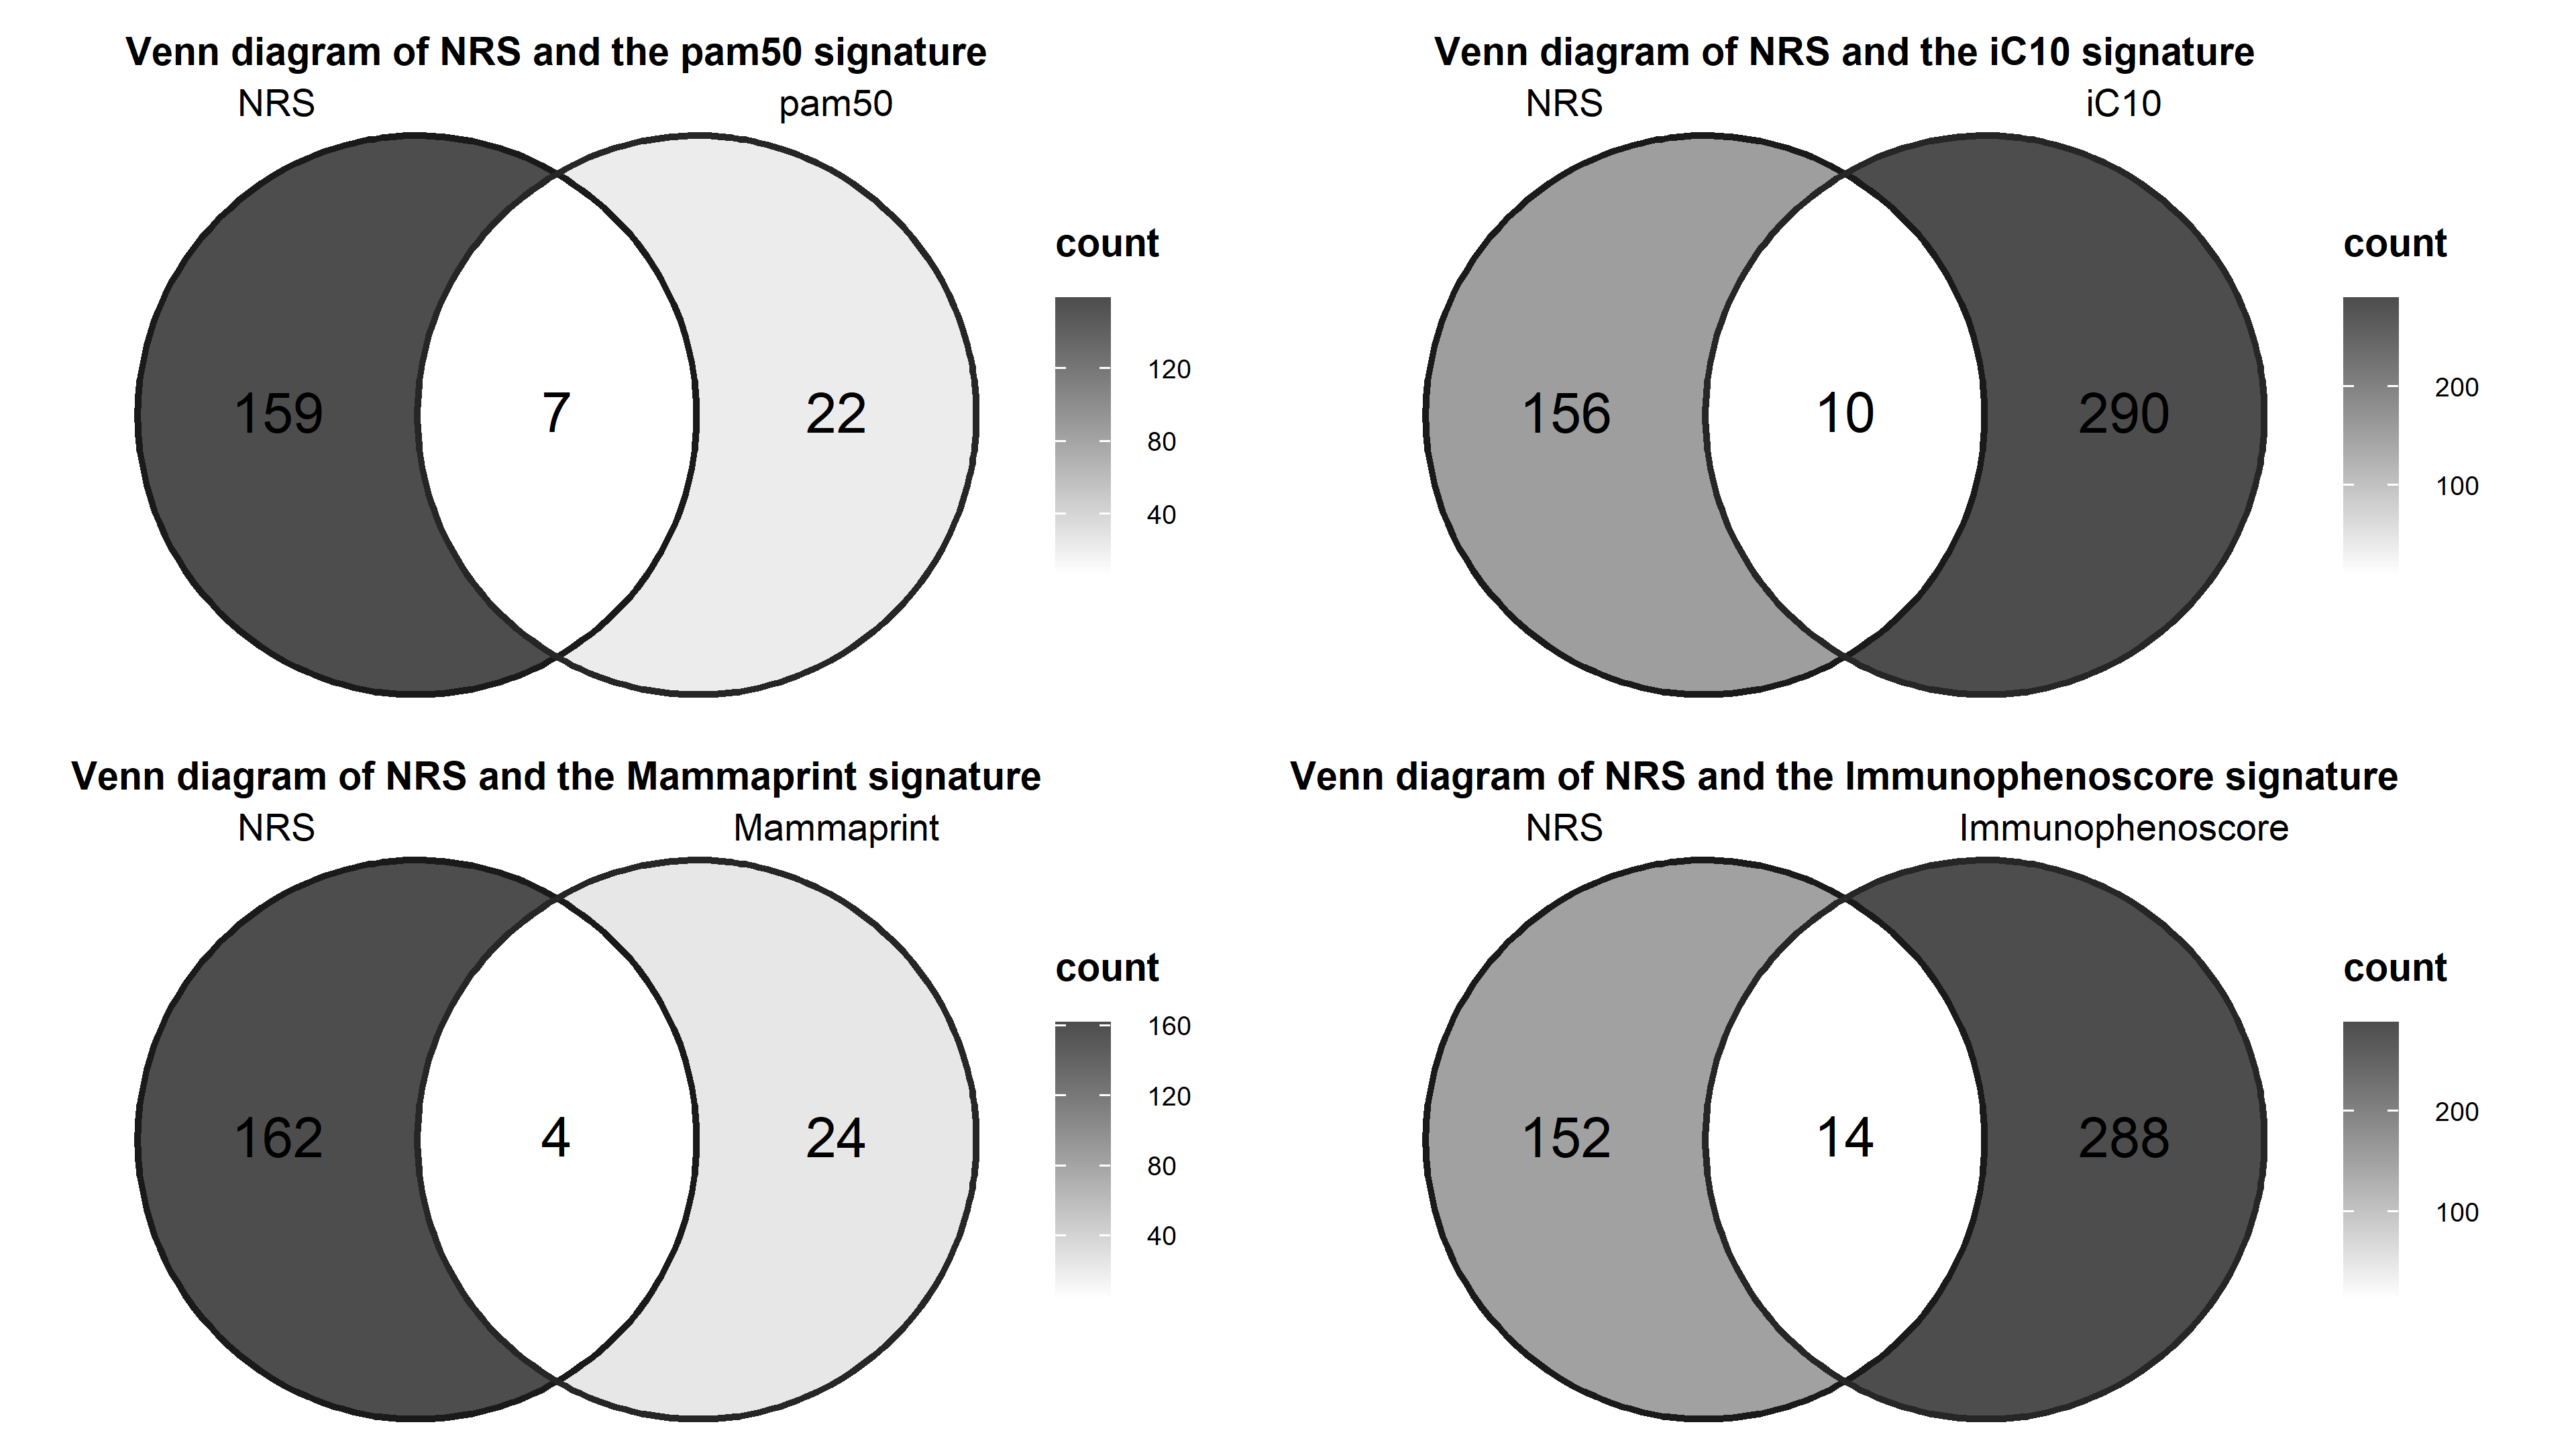 Venn diagram of NRS and the pam50 signature
NRS
pam50
159
7
22
count
120
80
40
Venn diagram of NRS and the iC10 signature
NRS
iC10
156
10
290
count
200
100
Venn diagram of NRS and the Mammaprint signature
NRS
Mammaprint
162
4
24
count
160
120
80
40
Venn diagram of NRS and the Immunophenoscore signature
NRS
Immunophenoscore
152
14
288
count
200
100